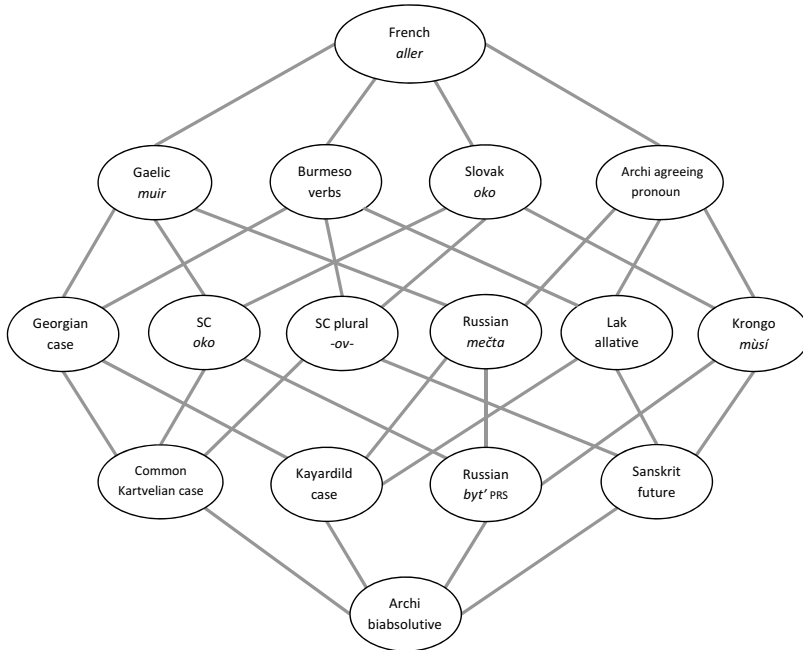 French
aller
Gaelic
muir
Burmeso
verbs
Slovak
oko
Archi agreeing
pronoun
Georgian
case
SC
oko
SC plural
-ov-
Russian
mečta
Lak
allative
Krongo
mùsí
Common
Kartvelian case
Kayardild
case
Russian
byt’ PRS
Sanskrit
future
Archi
biabsolutive